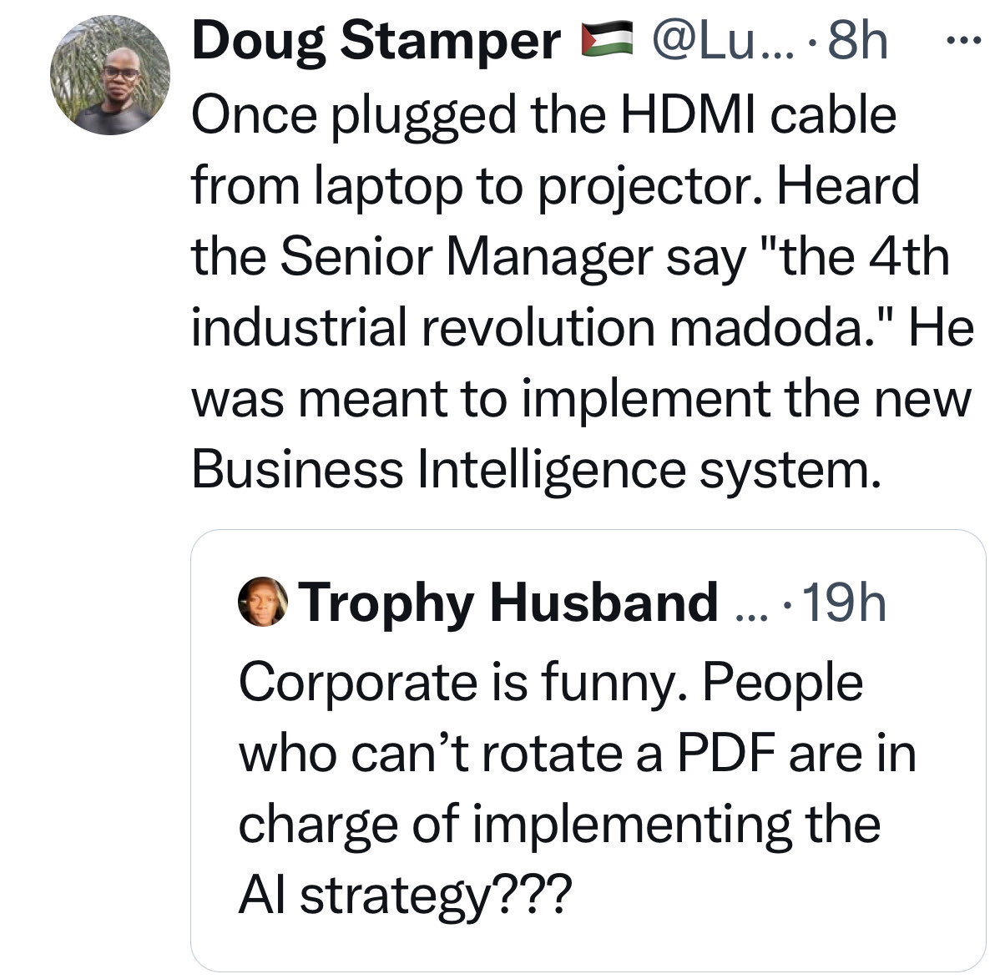 Doug Stamper 🇵🇸 @Lu... · 8h
Once plugged the HDMI cable
from laptop to projector. Heard
the Senior Manager say "the 4th
industrial revolution madoda." He
was meant to implement the new
Business Intelligence system.
Trophy Husband ... · 19h
Corporate is funny. People
who can’t rotate a PDF are in
charge of implementing the
AI strategy???